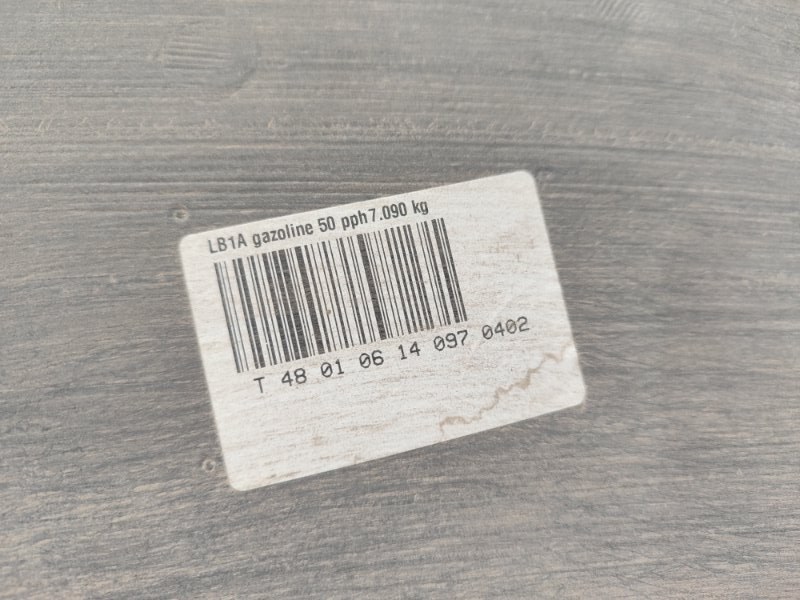 LB1A gazoline 50 pph7.090 kg
T 48 01 06 14 097 0402